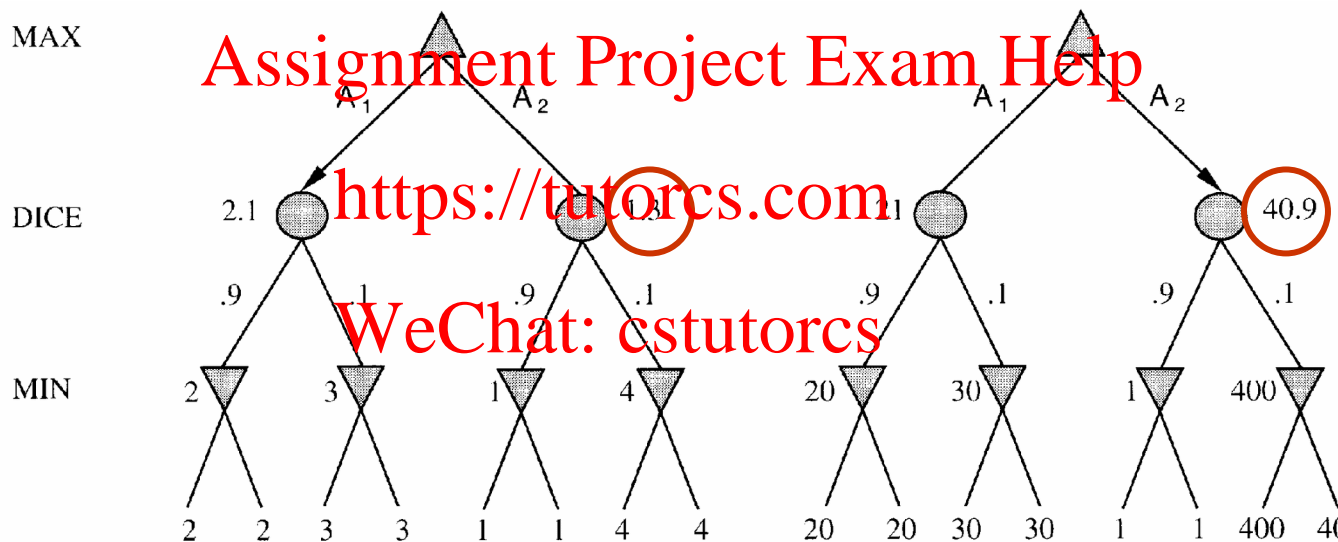 MAX
Assignment Project Exam Help
A1 A2 A1 A2
https://tutorcs.com
DICE 2.1 1.3 21 40.9
.9 .1 .9 .1 .9 .1 .9 .1
WeChat: cstutorcs
MIN 2 3 1 4 20 30 1 400
2 2 3 3 1 1 4 4 20 20 30 30 1 1 400